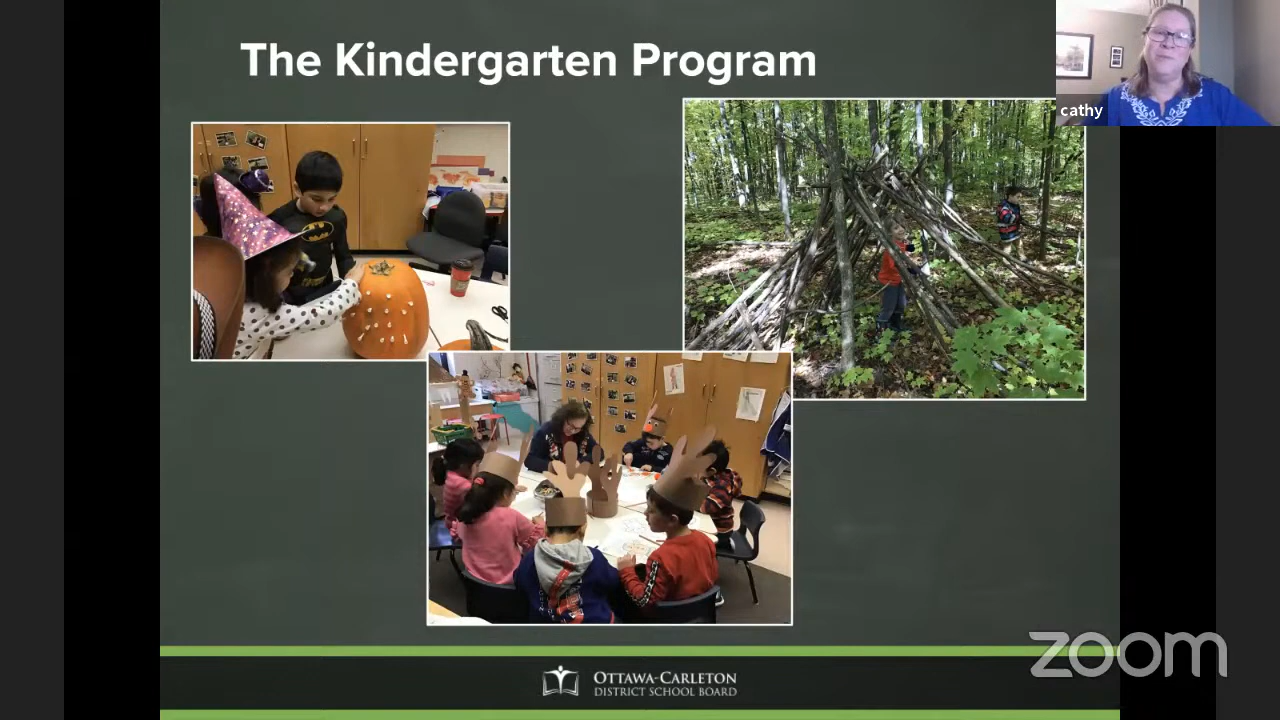 The Kindergarten Program
cathy
OTTAWA-CARLETON
DISTRICT SCHOOL BOARD
zoom